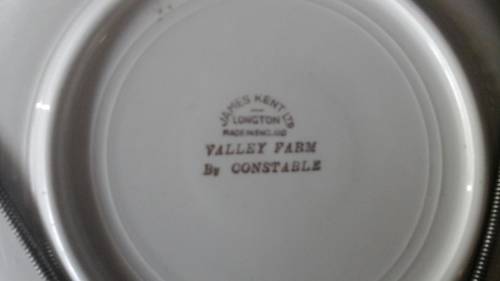 JAMES KENT LTD
LONGTON
MADE IN ENGLAND
VALLEY FARM
By CONSTABLE